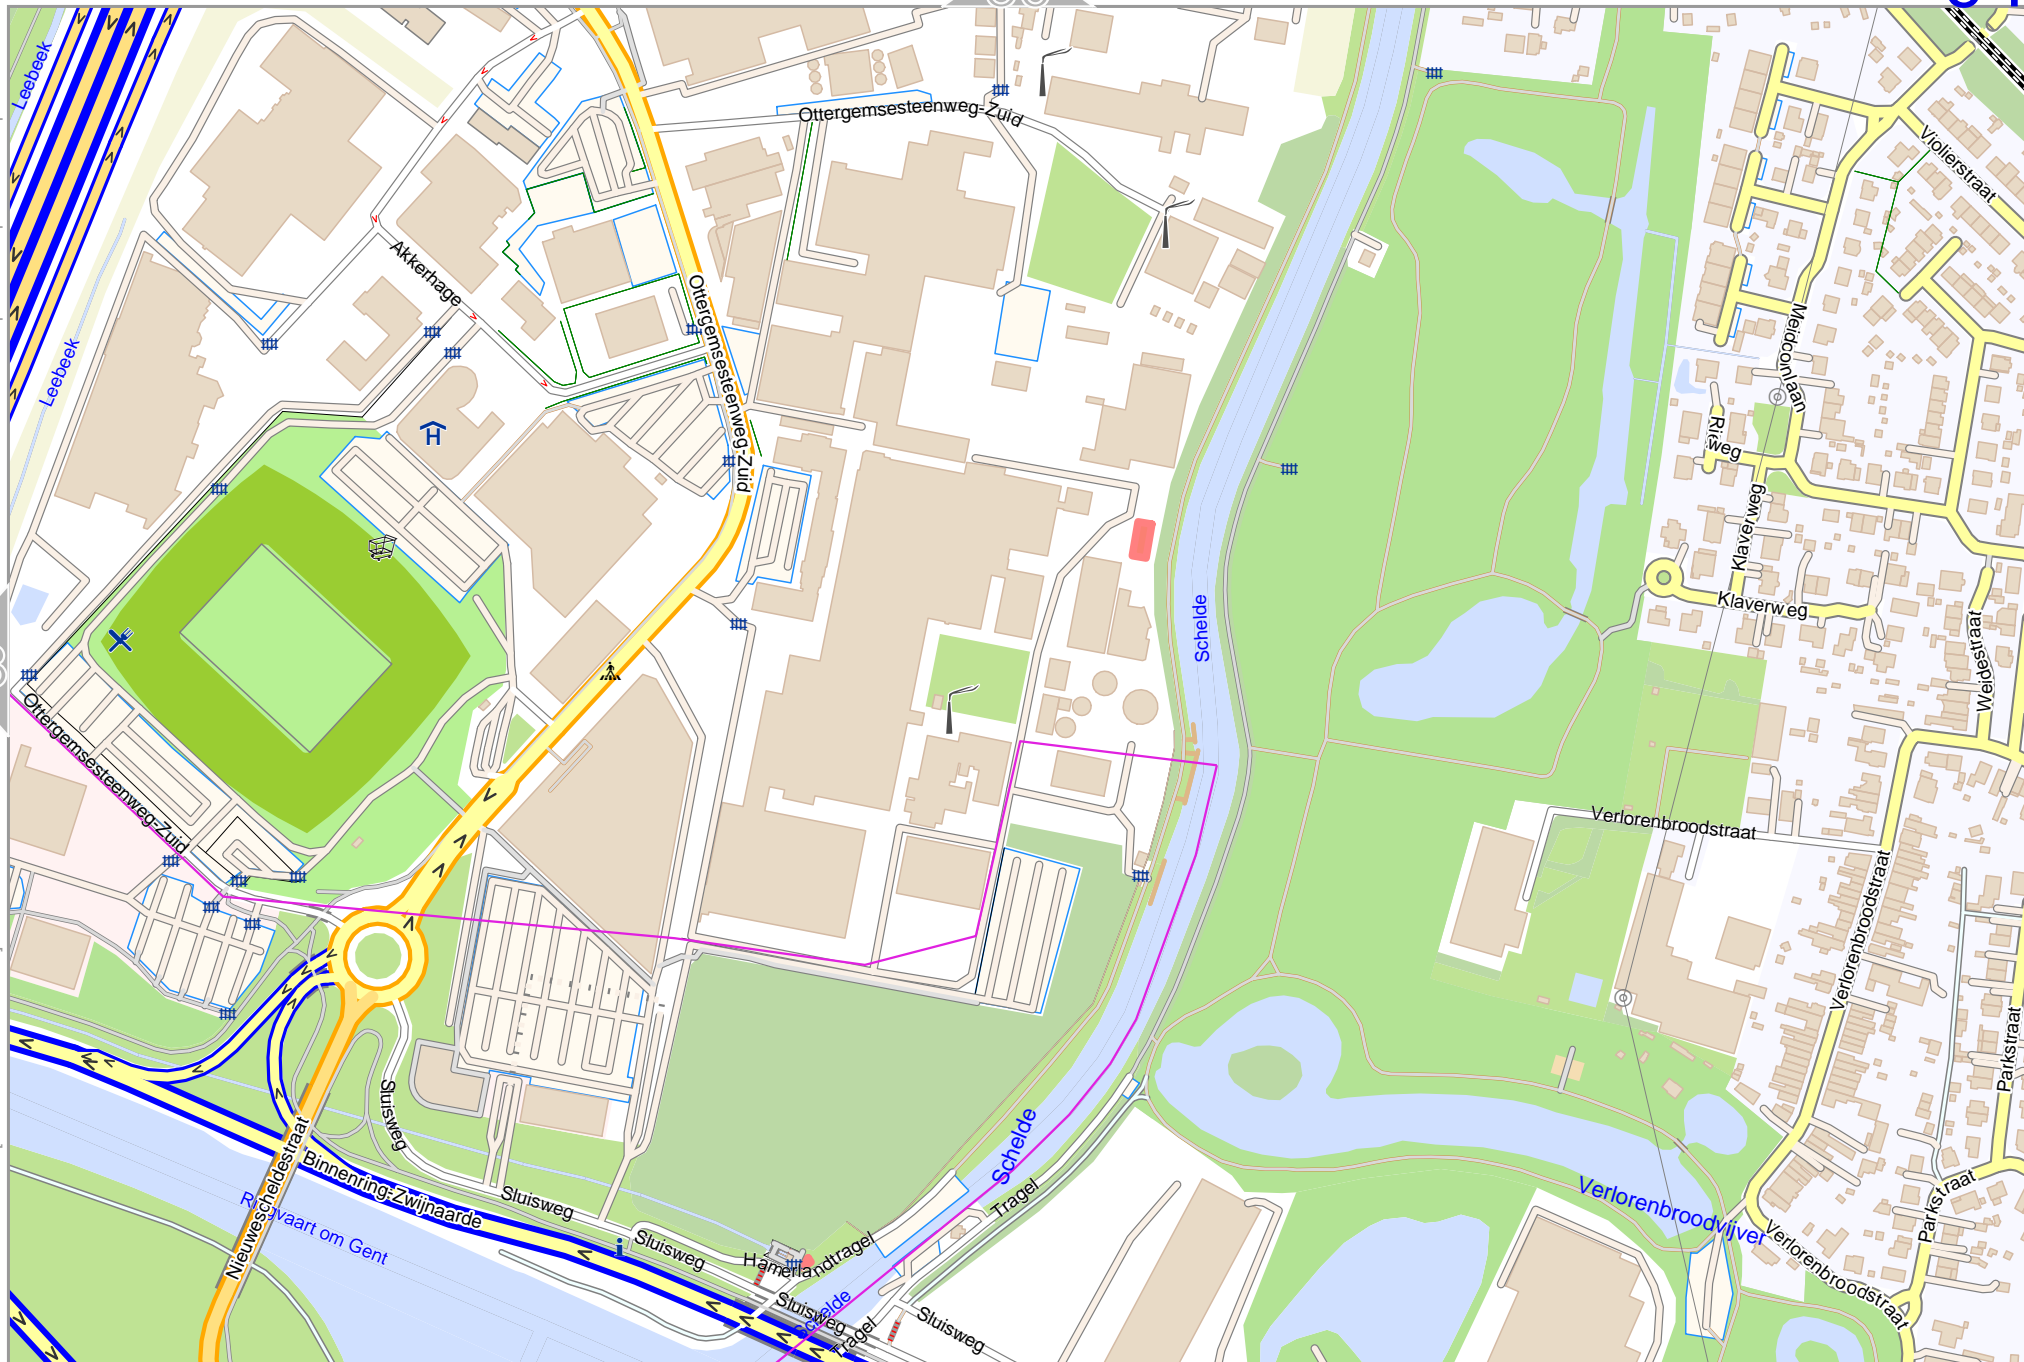 Leebeek
Ottergemsesteenweg-Zuid
Violierstraat
Akkerhage
Leebeek
Ottergemsesteenweg-Zuid
Meidoornlaan
Rietweg
H
Klaverweg
Klaverweg
Schelde
Weidestraat
Ottergemsesteenweg-Zuid
Verlorenbroodstraat
Verlorenbroodstraat
Parkstraat
Sluisweg
Schelde
Binnenring-Zwijnaarde
Nieuwescheldestraat
Ringvaart om Gent
Sluisweg
Sluisweg
Hamerlandtragel
Tragel
Verlorenbroodvijver
Parkstraat
Verlorenbroodstraat
Schelde
Sluisweg
Tragel
Sluisweg